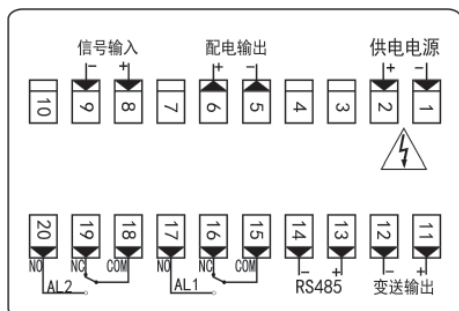 信号输入 配电输出 供电电源
- + + - + -
10 9 8 7 6 5 4 3 2 1
20 19 18 17 16 15 14 13 12 11
NO NC COM NO NC COM - + - +
AL2 AL1 RS485 变送输出